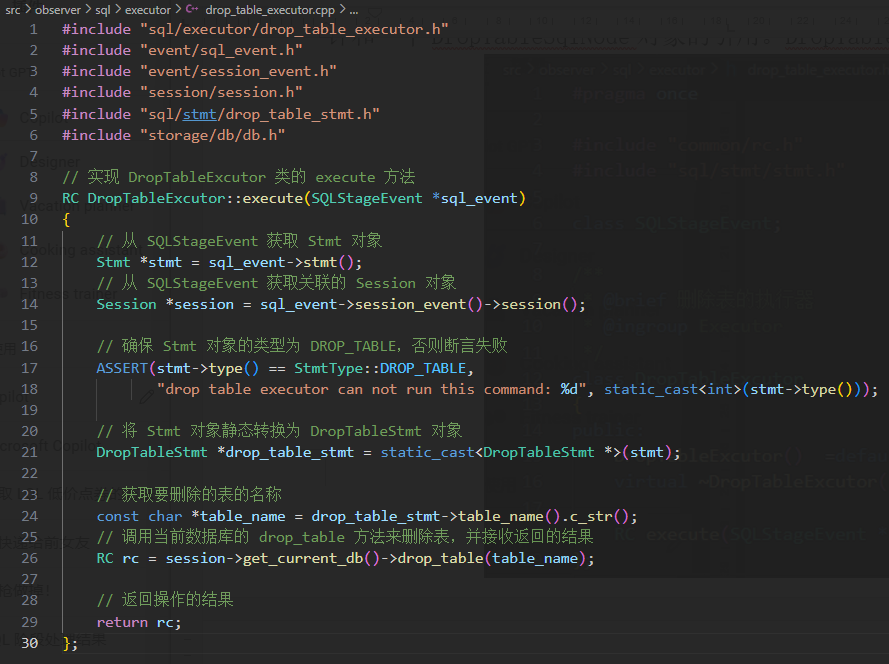 src > observer > sql > executor > C++ drop_table_executor.cpp > ...
1 #include "sql/executor/drop_table_executor.h"
2 #include "event/sql_event.h"
3 #include "event/session_event.h"
4 #include "session/session.h"
5 #include "sql/stmt/drop_table_stmt.h"
6 #include "storage/db/db.h"
7
8 // 实现 DropTableExcutor 类的 execute 方法
9 RC DropTableExcutor::execute(SQLStageEvent *sql_event)
10 {
11 // 从 SQLStageEvent 获取 Stmt 对象
12 Stmt *stmt = sql_event->stmt();
13 // 从 SQLStageEvent 获取关联的 Session 对象
14 Session *session = sql_event->session_event()->session();
15
16 // 确保 Stmt 对象的类型为 DROP_TABLE，否则断言失败
17 ASSERT(stmt->type() == StmtType::DROP_TABLE,
18 "drop table executor can not run this command: %d", static_cast<int>(stmt->type()));
19
20 // 将 Stmt 对象静态转换为 DropTableStmt 对象
21 DropTableStmt *drop_table_stmt = static_cast<DropTableStmt *>(stmt);
22
23 // 获取要删除的表的名称
24 const char *table_name = drop_table_stmt->table_name().c_str();
25 // 调用当前数据库的 drop_table 方法来删除表，并接收返回的结果
26 RC rc = session->get_current_db()->drop_table(table_name);
27
28 // 返回操作的结果
29 return rc;
30 };